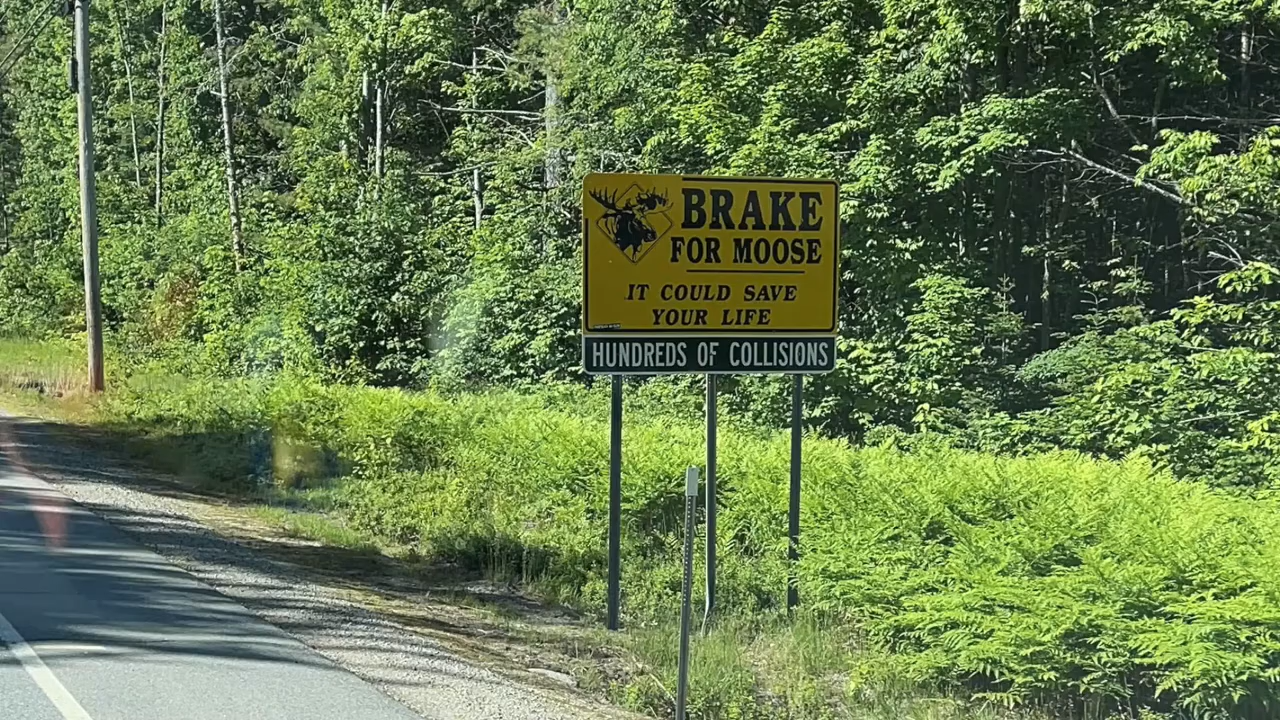 BRAKE
FOR MOOSE
IT COULD SAVE
YOUR LIFE
HUNDREDS OF COLLISIONS